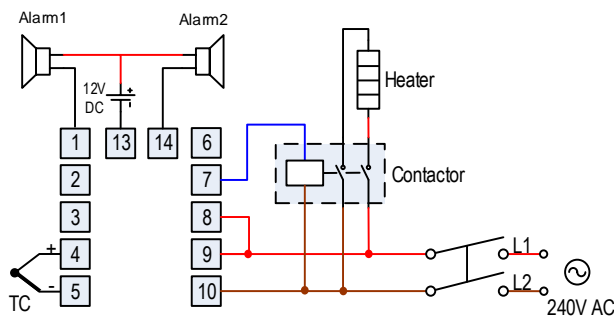 Alarm1
Alarm2
12V
DC
+
-
1
13
14
6
Heater
2
7
Contactor
3
8
4
9
+
L1
5
10
-
L2
TC
240V AC